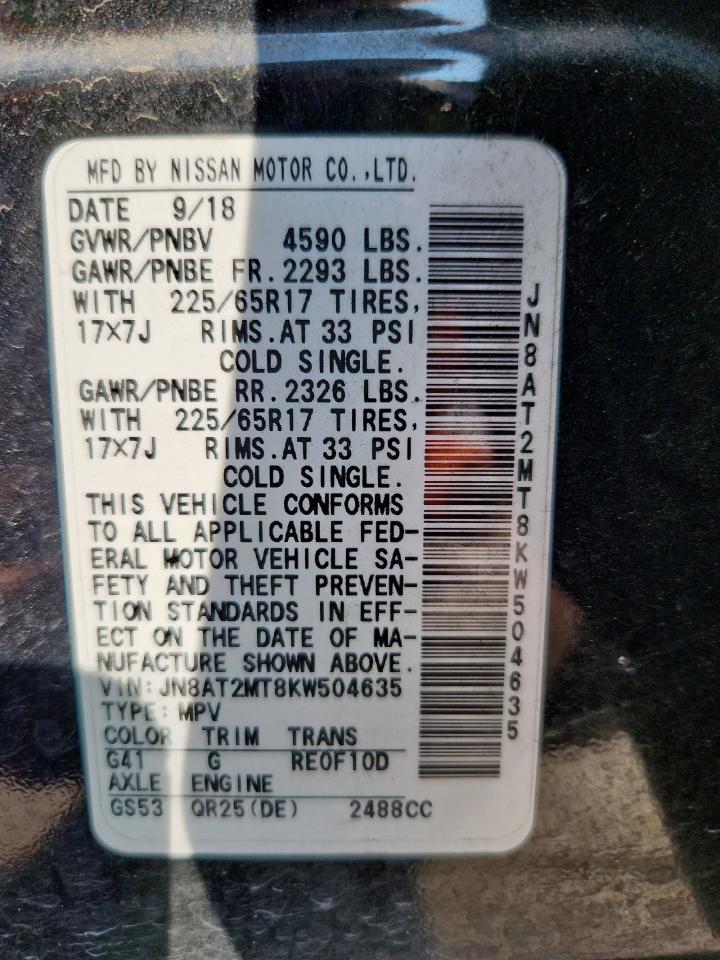 MFD BY NISSAN MOTOR CO.,LTD.
DATE 9/18
GVWR/PNBV 4590 LBS.
GAWR/PNBE FR.2293 LBS.
WITH 225/65R17 TIRES,
17×7J RIMS.AT 33 PSI
COLD SINGLE.
GAWR/PNBE RR.2326 LBS.
WITH 225/65R17 TIRES,
17×7J RIMS.AT 33 PSI
COLD SINGLE.
THIS VEHICLE CONFORMS
TO ALL APPLICABLE FED-
ERAL MOTOR VEHICLE SA-
FETY AND THEFT PREVEN-
TION STANDARDS IN EFF-
ECT ON THE DATE OF MA-
NUFACTURE SHOWN ABOVE.
VIN:JN8AT2MT8KW504635
TYPE:MPV
COLOR TRIM TRANS
G41 G RE0F10D
AXLE ENGINE
GS53 QR25(DE) 2488CC
JN8AT2MT8KW504635